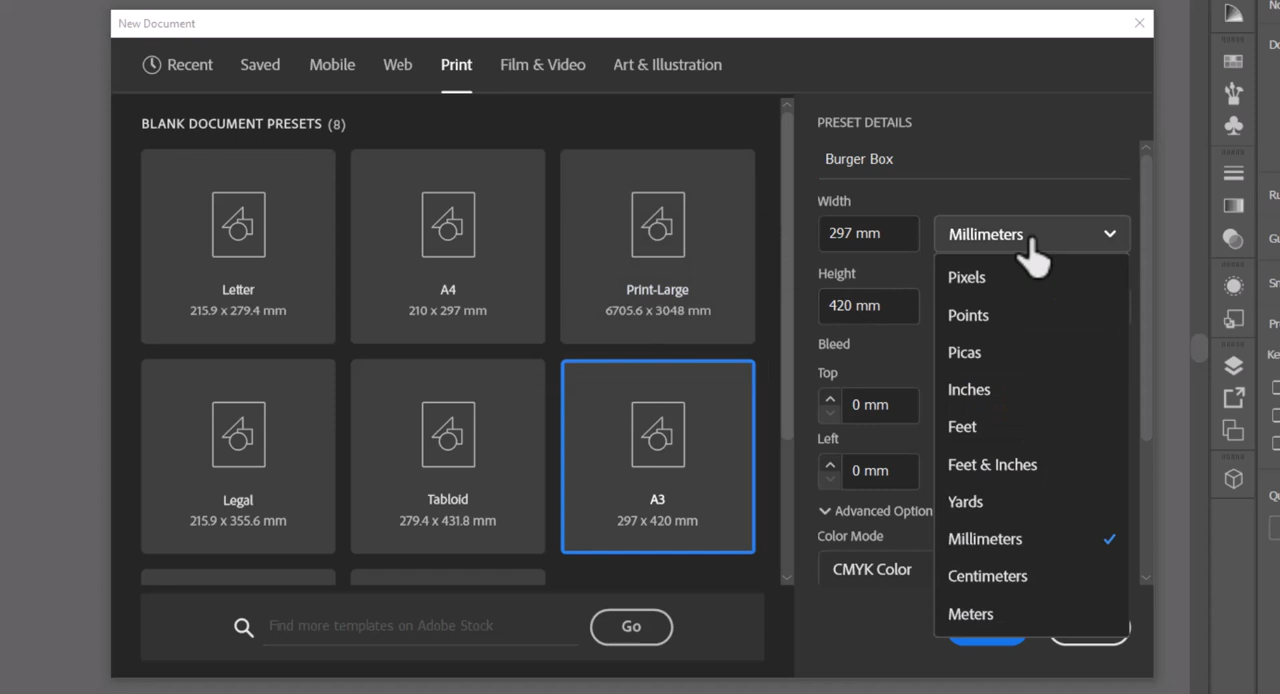 New Document
Recent Saved Mobile Web Print Film & Video Art & Illustration
BLANK DOCUMENT PRESETS (8)
Letter
215.9 x 279.4 mm
A4
210 x 297 mm
Print-Large
6705.6 x 3048 mm
Legal
215.9 x 355.6 mm
Tabloid
279.4 x 431.8 mm
A3
297 x 420 mm
Find more templates on Adobe Stock
Go
PRESET DETAILS
Burger Box
Width
297 mm
Millimeters
Height
420 mm
Bleed
Top
0 mm
Left
0 mm
Advanced Option
Color Mode
CMYK Color
Pixels
Points
Picas
Inches
Feet
Feet & Inches
Yards
Millimeters
Centimeters
Meters